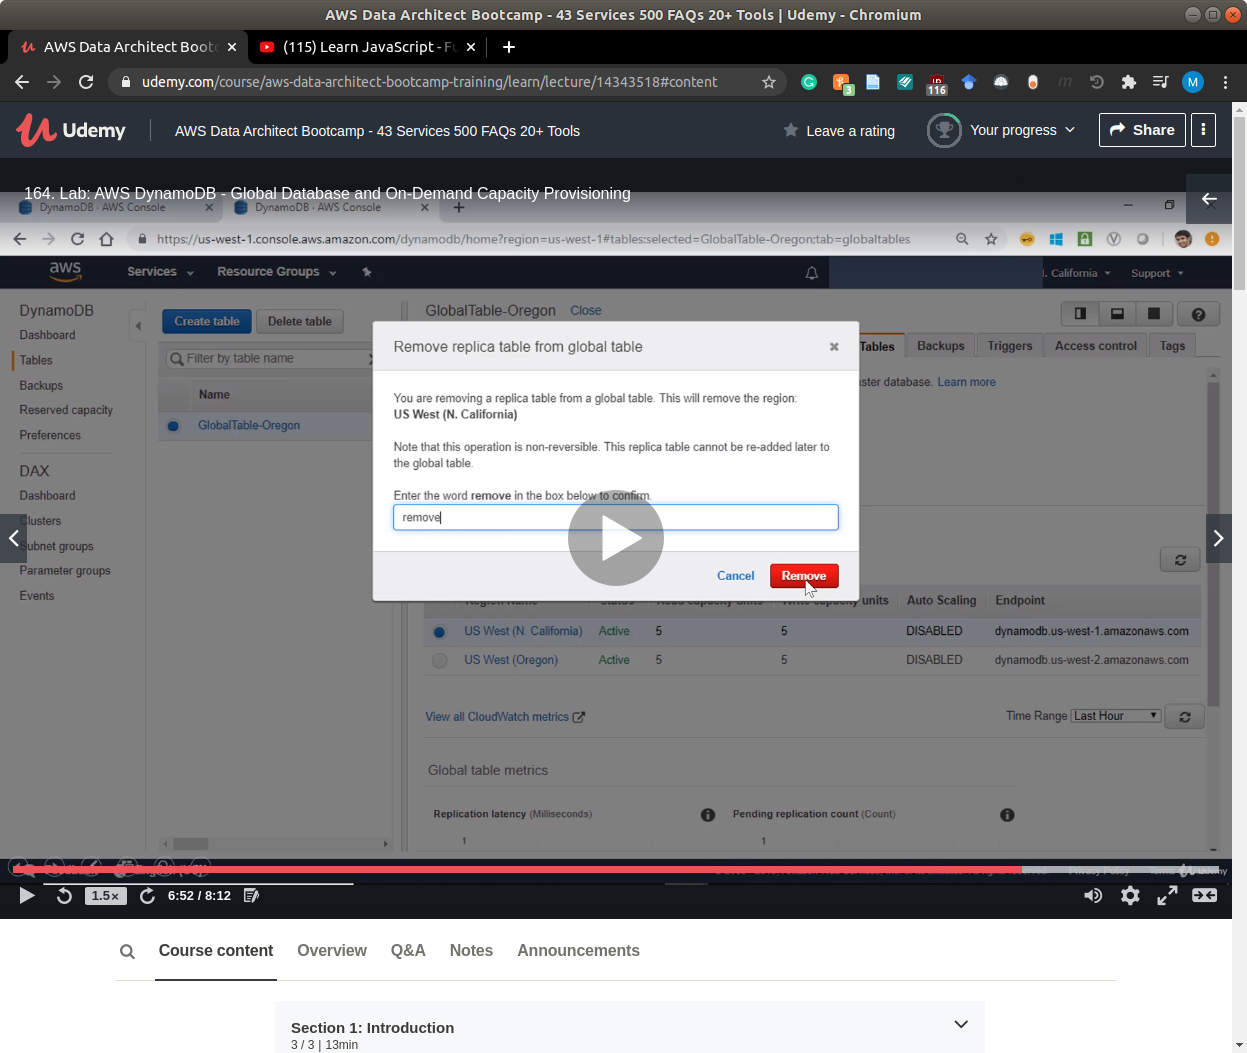 AWS Data Architect Bootcamp - 43 Services 500 FAQs 20+ Tools | Udemy - Chromium
AWS Data Architect Bootc
(115) Learn JavaScript - Fu
udemy.com/course/aws-data-architect-bootcamp-training/learn/lecture/14343518#content
3
116
M
Udemy
AWS Data Architect Bootcamp - 43 Services 500 FAQs 20+ Tools
Leave a rating
Your progress
Share
164. Lab: AWS DynamoDB - Global Database and On-Demand Capacity Provisioning
DynamoDB - AWS Console
DynamoDB - AWS Console
https://us-west-1.console.aws.amazon.com/dynamodb/home?region=us-west-1#tables:selected=GlobalTable-Oregon;tab=globaltables
aws
Services
Resource Groups
. California
Support
DynamoDB
Dashboard
Tables
Backups
Reserved capacity
Preferences
DAX
Dashboard
Clusters
Subnet groups
Parameter groups
Events
Create table
Delete table
Filter by table name
Name
GlobalTable-Oregon
GlobalTable-Oregon
Close
Tables
Backups
Triggers
Access control
Tags
ster database. Learn more
Remove replica table from global table
You are removing a replica table from a global table. This will remove the region:
US West (N. California)
Note that this operation is non-reversible. This replica table cannot be re-added later to
the global table.
Enter the word remove in the box below to confirm.
remove
Cancel
Remove
Region Name Status Read capacity units Write capacity units Auto Scaling Endpoint
US West (N. California) Active 5 5 DISABLED dynamodb.us-west-1.amazonaws.com
US West (Oregon) Active 5 5 DISABLED dynamodb.us-west-2.amazonaws.com
View all CloudWatch metrics
Time Range Last Hour
Global table metrics
Replication latency (Milliseconds)
Pending replication count (Count)
1
1
Privacy Policy
Terms
Udemy
1.5×
6:52 / 8:12
Course content
Overview
Q&A
Notes
Announcements
Section 1: Introduction
3 / 3 | 13min